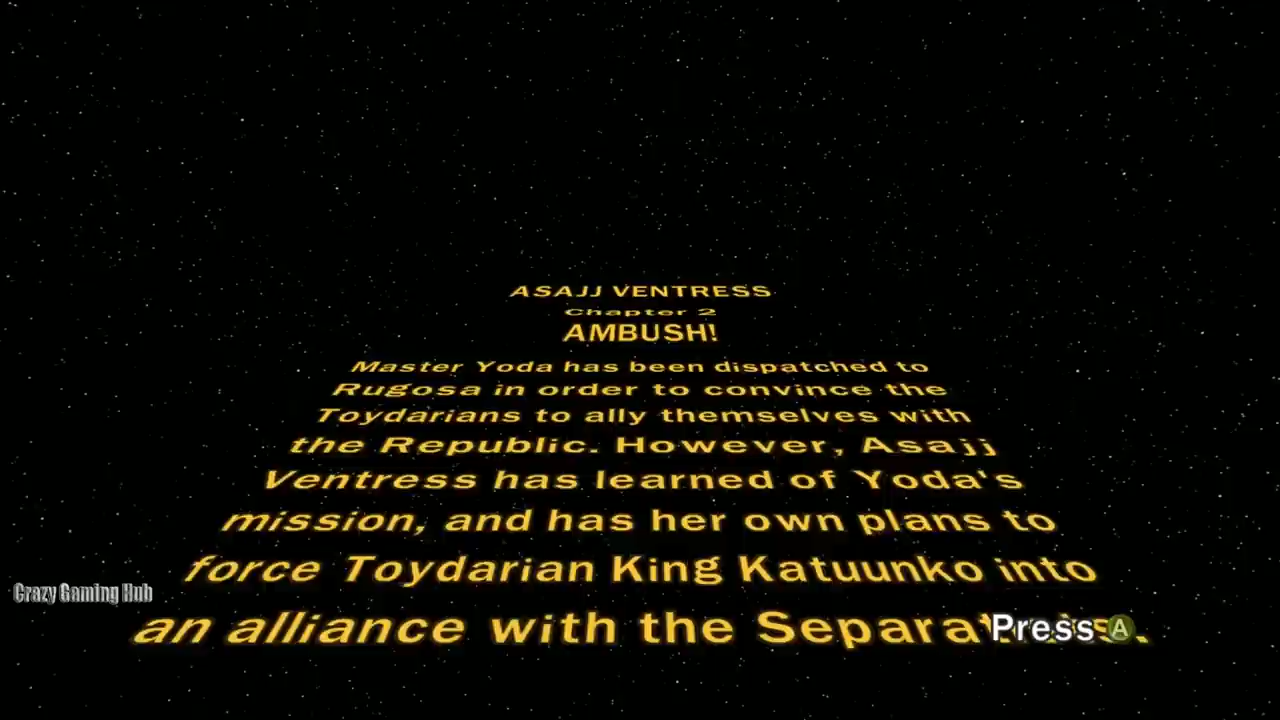 ASAJJ VENTRESS
Chapter 2
AMBUSH!
Master Yoda has been dispatched to
Rugosa in order to convince the
Toydarians to ally themselves with
the Republic. However, Asajj
Ventress has learned of Yoda's
mission, and has her own plans to
force Toydarian King Katuunko into
an alliance with the
Press A
Crazy Gaming Hub